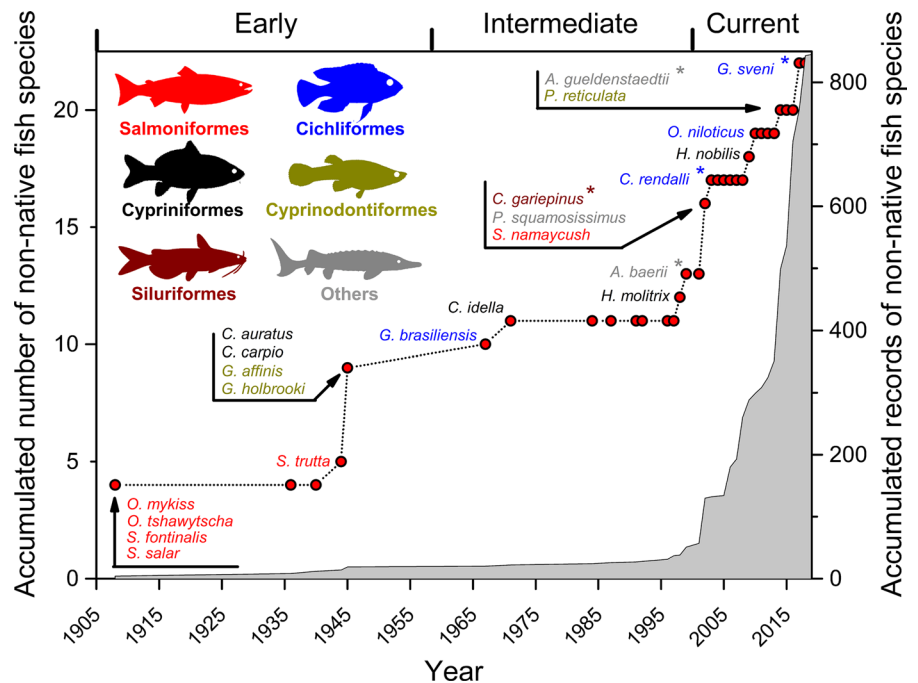 Early Intermediate Current
Accumulated number of non-native fish species
Accumulated records of non-native fish species
20
15
10
5
0
800
600
400
200
0
Salmoniformes
Cichliformes
Cypriniformes
Cyprinodontiformes
Siluriformes
Others
A. gueldenstaedtii *
P. reticulata
G. sveni *
O. niloticus
H. nobilis
C. rendalli *
C. gariepinus*
P. squamosissimus
S. namaycush
A. baerii *
H. molitrix
C. idella
G. brasiliensis
C. auratus
C. carpio
G. affinis
G. holbrooki
S. trutta
O. mykiss
O. tshawytscha
S. fontinalis
S. salar
1905 1915 1925 1935 1945 1955 1965 1975 1985 1995 2005 2015
Year